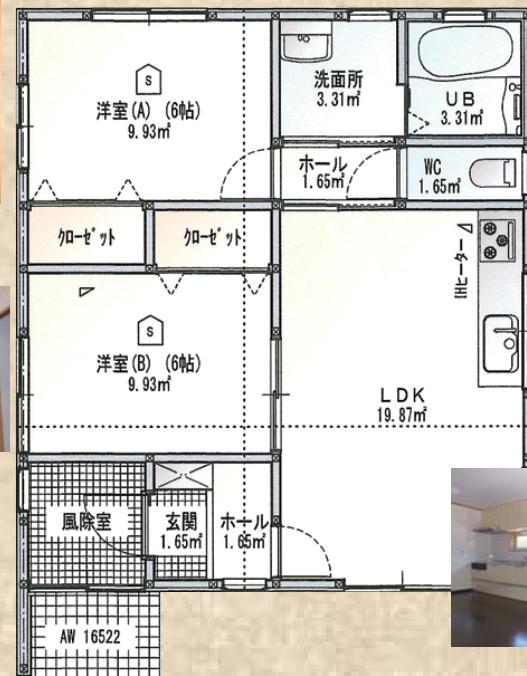 S
洋室(A) (6帖)
9.93㎡
洗面所
3.31㎡
UB
3.31㎡
ホール
1.65㎡
WC
1.65㎡
クローゼット
クローゼット
IHヒーター
S
洋室(B) (6帖)
9.93㎡
LDK
19.87㎡
風除室
玄関
1.65㎡
ホール
1.65㎡
AW 16522